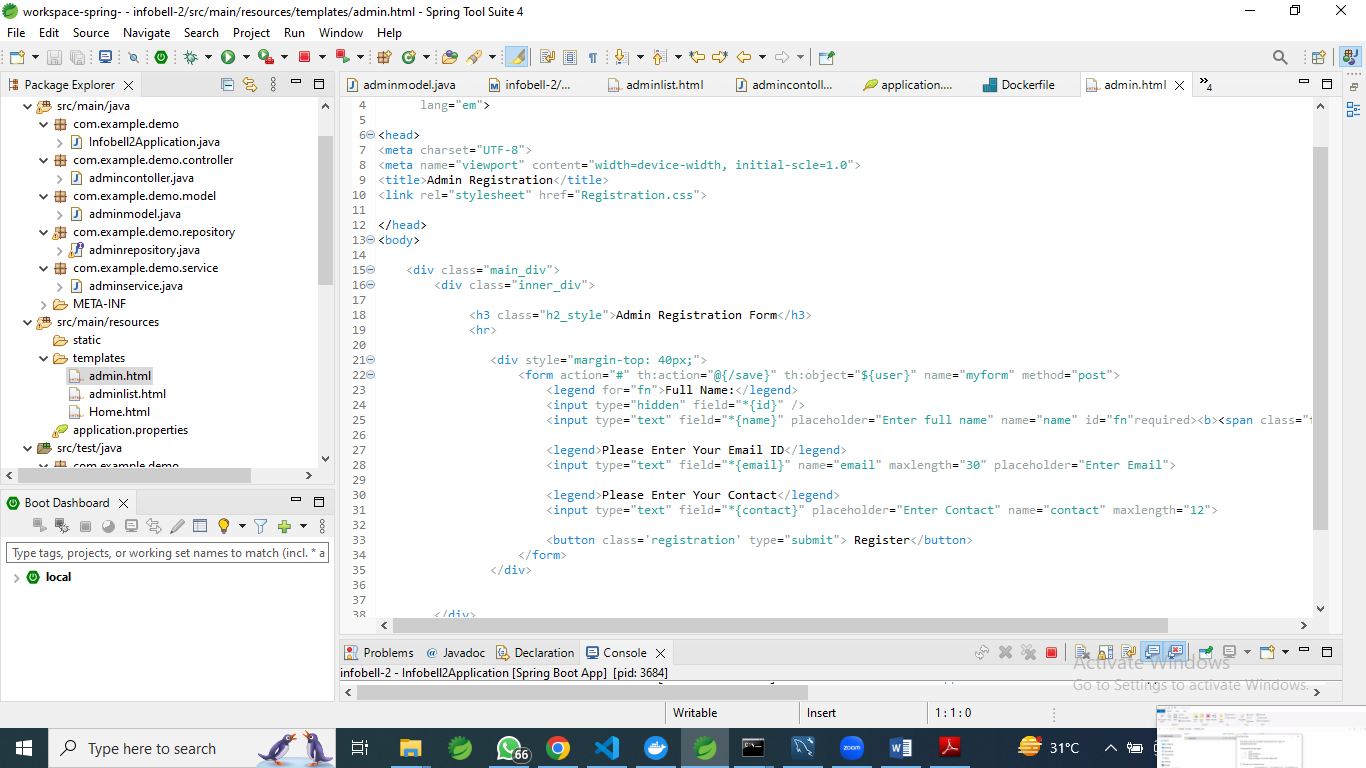 workspace-spring- - infobell-2/src/main/resources/templates/admin.html - Spring Tool Suite 4
File Edit Source Navigate Search Project Run Window Help
Package Explorer
src/main/java
com.example.demo
Infobell2Application.java
com.example.demo.controller
admincontoller.java
com.example.demo.model
adminmodel.java
com.example.demo.repository
adminrepository.java
com.example.demo.service
adminservice.java
META-INF
src/main/resources
static
templates
admin.html
adminlist.html
Home.html
application.properties
src/test/java
com.example.demo
Boot Dashboard
Type tags, projects, or working set names to match (incl. * a
local
adminmodel.java infobell-2/... adminlist.html admincontoll... application.... Dockerfile admin.html »4
4 lang="em">
5
6 <head>
7 <meta charset="UTF-8">
8 <meta name="viewport" content="width=device-width, initial-scle=1.0">
9 <title>Admin Registration</title>
10 <link rel="stylesheet" href="Registration.css">
11
12 </head>
13 <body>
14
15 <div class="main_div">
16 <div class="inner_div">
17
18 <h3 class="h2_style">Admin Registration Form</h3>
19 <hr>
20
21 <div style="margin-top: 40px;">
22 <form action="#" th:action="@{/save}" th:object="${user}" name="myform" method="post">
23 <legend for="fn">Full Name:</legend>
24 <input type="hidden" field="*{id}" />
25 <input type="text" field="*{name}" placeholder="Enter full name" name="name" id="fn"required><b><span class="
26
27 <legend>Please Enter Your Email ID</legend>
28 <input type="text" field="*{email}" name="email" maxlength="30" placeholder="Enter Email">
29
30 <legend>Please Enter Your Contact</legend>
31 <input type="text" field="*{contact}" placeholder="Enter Contact" name="contact" maxlength="12">
32
33 <button class='registration' type="submit"> Register</button>
34 </form>
35 </div>
36
37
38 </div>
Problems @ Javadoc Declaration Console
infobell-2 - Infobell2Application [Spring Boot App] [pid: 3684]
Activate Windows
Go to Settings to activate Windows.
Writable Insert 1 : 1 : 0
Type here to search
66
zoom
31°C